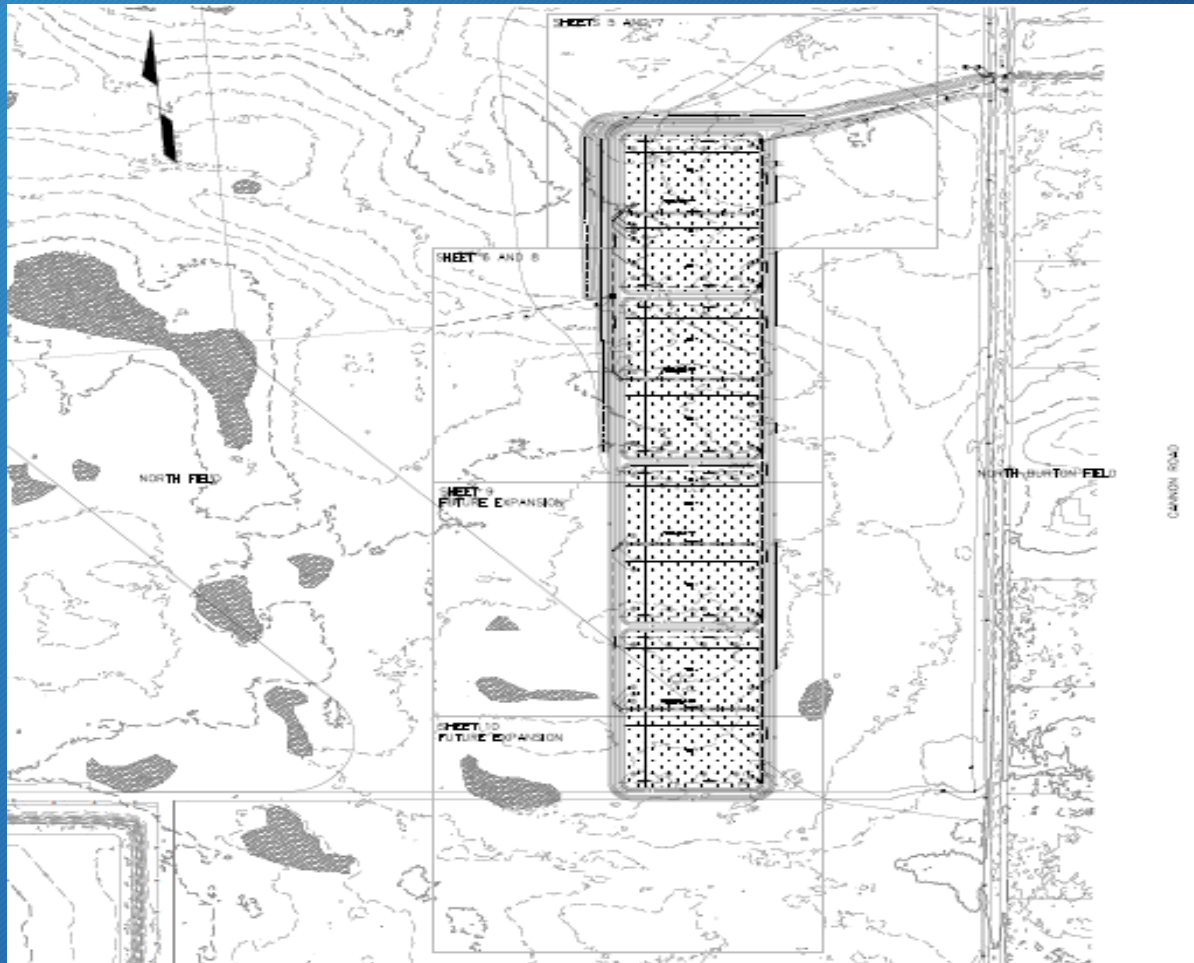 SHEETS 5 AND 7
SHEET 6 AND 8
NORTH FIELD
SHEET 9
FUTURE EXPANSION
NORTH BURTON FIELD
CANNON ROAD
SHEET 10
FUTURE EXPANSION